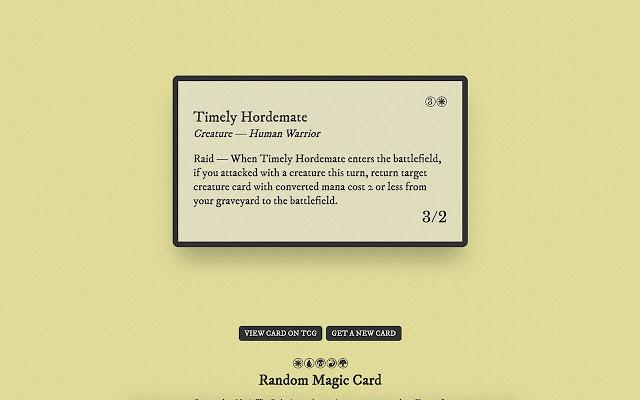 3
Timely Hordemate
Creature — Human Warrior
Raid — When Timely Hordemate enters the battlefield,
if you attacked with a creature this turn, return target
creature card with converted mana cost 2 or less from
your graveyard to the battlefield.
3/2
VIEW CARD ON TCG GET A NEW CARD
Random Magic Card